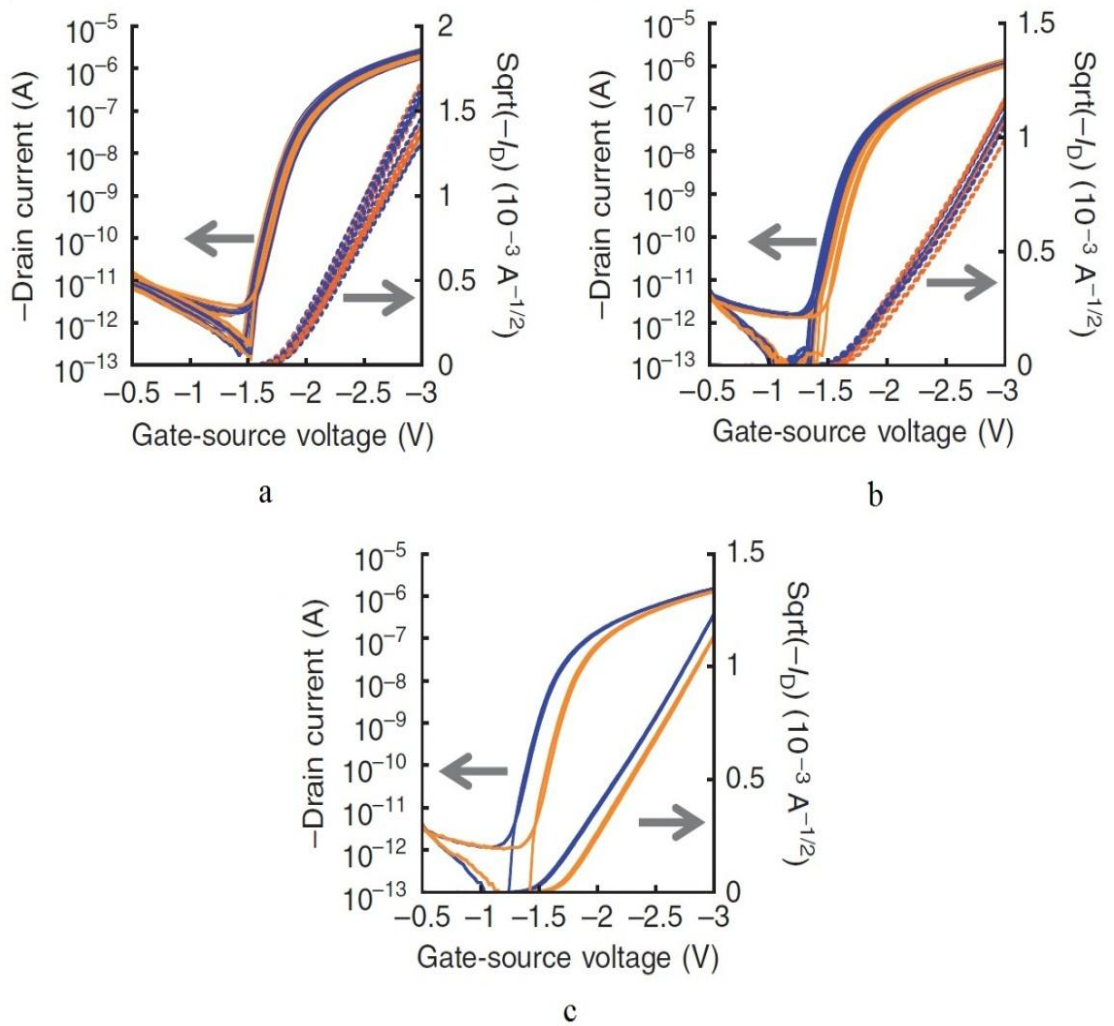 10⁻⁵
10⁻⁶
10⁻⁷
10⁻⁸
10⁻⁹
10⁻¹⁰
10⁻¹¹
10⁻¹²
10⁻¹³
−Drain current (A)
2
1.5
1
0.5
0
Sqrt(−I_D) (10⁻³ A⁻¹/²)
−0.5 −1 −1.5 −2 −2.5 −3
Gate-source voltage (V)
a
10⁻⁵
10⁻⁶
10⁻⁷
10⁻⁸
10⁻⁹
10⁻¹⁰
10⁻¹¹
10⁻¹²
10⁻¹³
−Drain current (A)
1.5
1
0.5
0
Sqrt(−I_D) (10⁻³ A⁻¹/²)
−0.5 −1 −1.5 −2 −2.5 −3
Gate-source voltage (V)
b
10⁻⁵
10⁻⁶
10⁻⁷
10⁻⁸
10⁻⁹
10⁻¹⁰
10⁻¹¹
10⁻¹²
10⁻¹³
−Drain current (A)
1.5
1
0.5
0
Sqrt(−I_D) (10⁻³ A⁻¹/²)
−0.5 −1 −1.5 −2 −2.5 −3
Gate-source voltage (V)
c